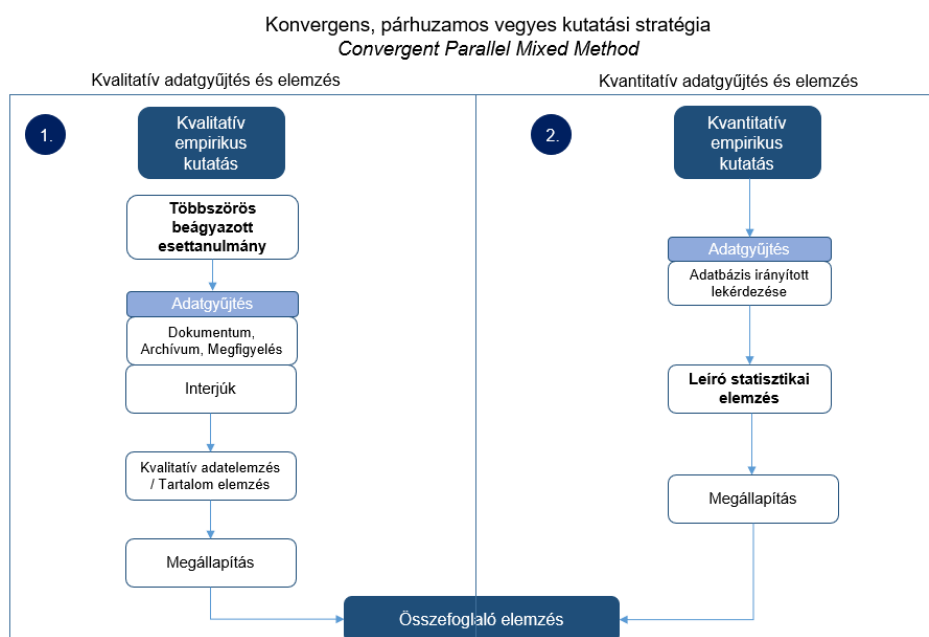 Konvergens, párhuzamos vegyes kutatási stratégia
Convergent Parallel Mixed Method
Kvalitatív adatgyűjtés és elemzés
1.
Kvalitatív
empirikus
kutatás
Többszörös
beágyazott
esettanulmány
Adatgyűjtés
Dokumentum,
Archívum, Megfigyelés
Interjúk
Kvalitatív adatelemzés
/ Tartalom elemzés
Megállapítás
Kvantitatív adatgyűjtés és elemzés
2.
Kvantitatív
empirikus
kutatás
Adatgyűjtés
Adatbázis irányított
lekérdezése
Leíró statisztikai
elemzés
Megállapítás
Összefoglaló elemzés